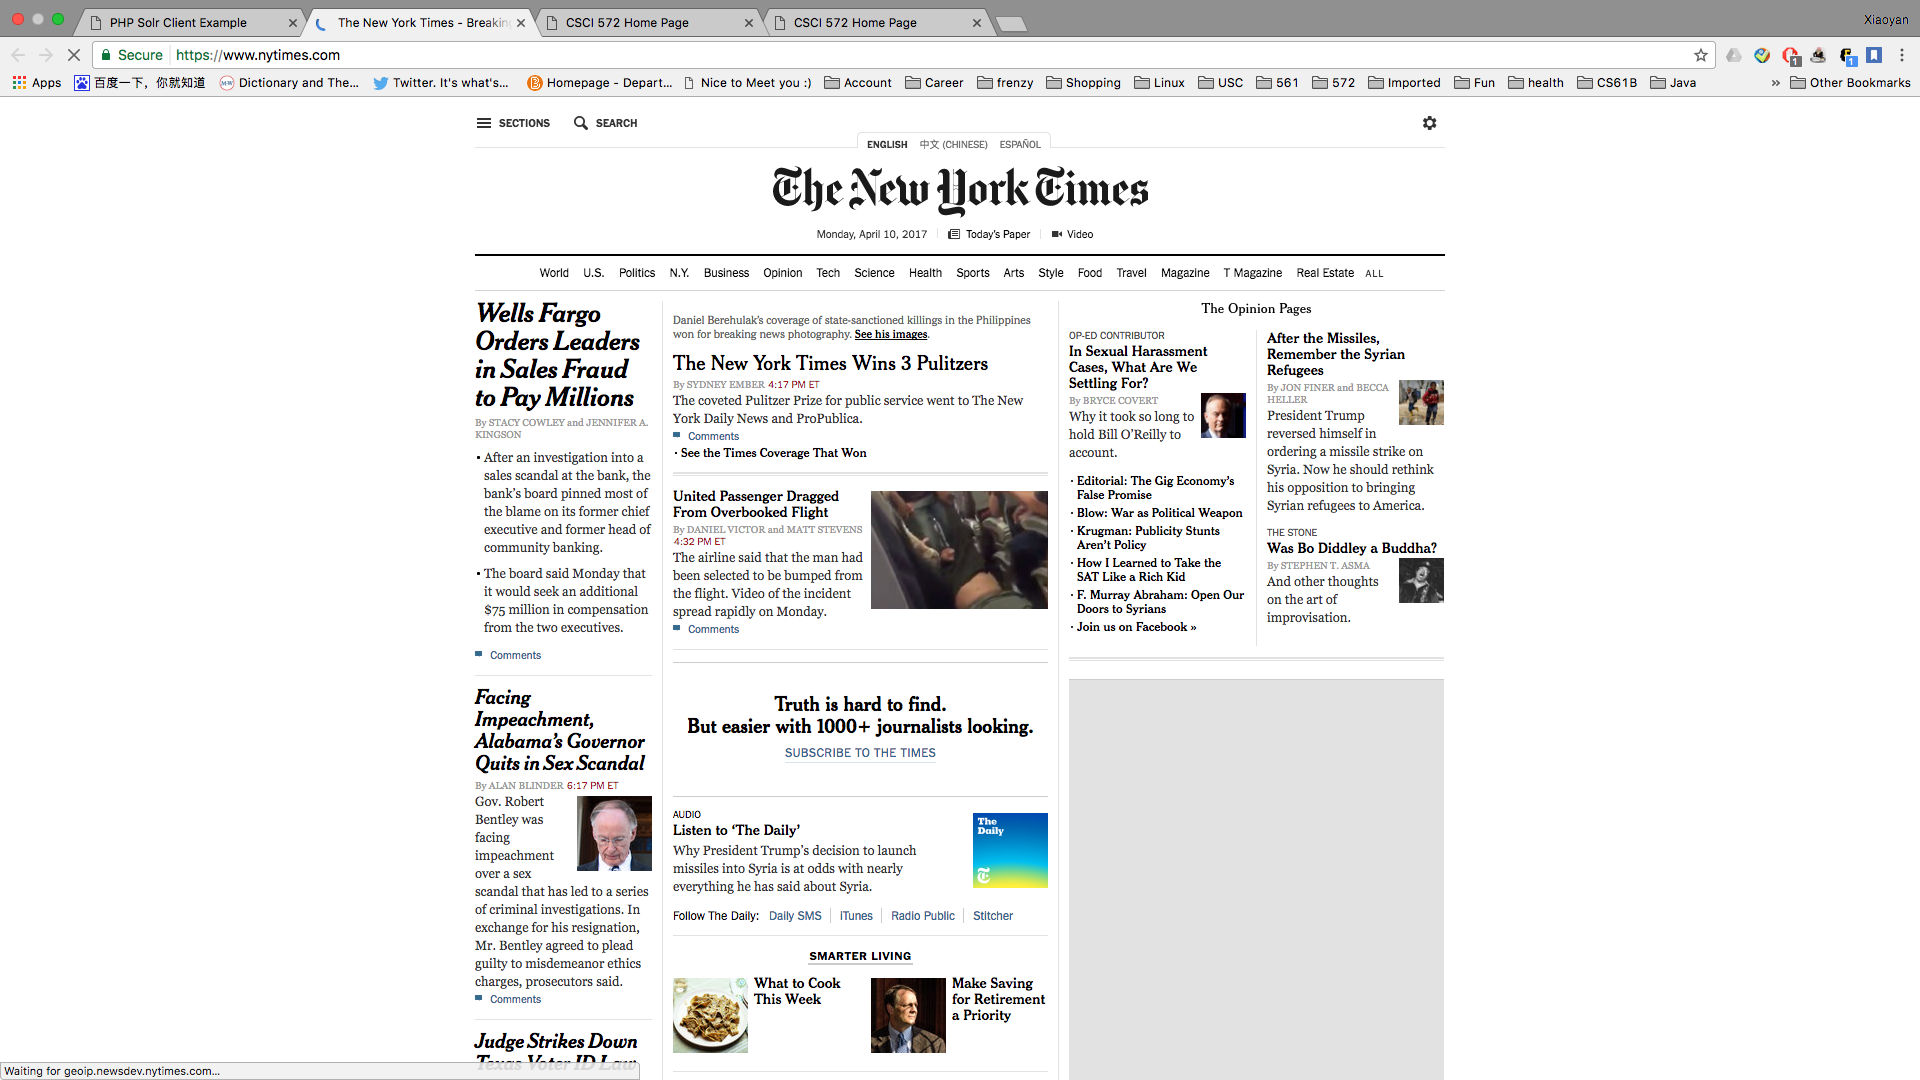 PHP Solr Client Example
The New York Times - Breaking
CSCI 572 Home Page
CSCI 572 Home Page
Xiaoyan
Secure
https://www.nytimes.com
1
1
Apps
百度一下，你就知道
Dictionary and The...
Twitter. It's what's...
Homepage - Depart...
Nice to Meet you :)
Account
Career
frenzy
Shopping
Linux
USC
561
572
Imported
Fun
health
CS61B
Java
»
Other Bookmarks
SECTIONS
SEARCH
ENGLISH
中文 (CHINESE)
ESPAÑOL
The New York Times
Monday, April 10, 2017
Today's Paper
Video
World
U.S.
Politics
N.Y.
Business
Opinion
Tech
Science
Health
Sports
Arts
Style
Food
Travel
Magazine
T Magazine
Real Estate
ALL
Wells Fargo
Orders Leaders
in Sales Fraud
to Pay Millions
By STACY COWLEY and JENNIFER A.
KINGSON
• After an investigation into a
sales scandal at the bank, the
bank's board pinned most of
the blame on its former chief
executive and former head of
community banking.
• The board said Monday that
it would seek an additional
$75 million in compensation
from the two executives.
Comments
Facing
Impeachment,
Alabama's Governor
Quits in Sex Scandal
By ALAN BLINDER 6:17 PM ET
Gov. Robert
Bentley was
facing
impeachment
over a sex
scandal that has led to a series
of criminal investigations. In
exchange for his resignation,
Mr. Bentley agreed to plead
guilty to misdemeanor ethics
charges, prosecutors said.
Comments
Judge Strikes Down
Texas Voter ID Law
Daniel Berehulak's coverage of state-sanctioned killings in the Philippines
won for breaking news photography. See his images.
The New York Times Wins 3 Pulitzers
By SYDNEY EMBER 4:17 PM ET
The coveted Pulitzer Prize for public service went to The New
York Daily News and ProPublica.
Comments
· See the Times Coverage That Won
United Passenger Dragged
From Overbooked Flight
By DANIEL VICTOR and MATT STEVENS
4:32 PM ET
The airline said that the man had
been selected to be bumped from
the flight. Video of the incident
spread rapidly on Monday.
Comments
Truth is hard to find.
But easier with 1000+ journalists looking.
SUBSCRIBE TO THE TIMES
AUDIO
Listen to ‘The Daily’
Why President Trump's decision to launch
missiles into Syria is at odds with nearly
everything he has said about Syria.
The
Daily
T
Follow The Daily:
Daily SMS
iTunes
Radio Public
Stitcher
SMARTER LIVING
What to Cook
This Week
Make Saving
for Retirement
a Priority
The Opinion Pages
OP-ED CONTRIBUTOR
In Sexual Harassment
Cases, What Are We
Settling For?
By BRYCE COVERT
Why it took so long to
hold Bill O'Reilly to
account.
· Editorial: The Gig Economy's
False Promise
· Blow: War as Political Weapon
· Krugman: Publicity Stunts
Aren't Policy
· How I Learned to Take the
SAT Like a Rich Kid
· F. Murray Abraham: Open Our
Doors to Syrians
· Join us on Facebook »
After the Missiles,
Remember the Syrian
Refugees
By JON FINER and BECCA
HELLER
President Trump
reversed himself in
ordering a missile strike on
Syria. Now he should rethink
his opposition to bringing
Syrian refugees to America.
THE STONE
Was Bo Diddley a Buddha?
By STEPHEN T. ASMA
And other thoughts
on the art of
improvisation.
Waiting for geoip.newsdev.nytimes.com...